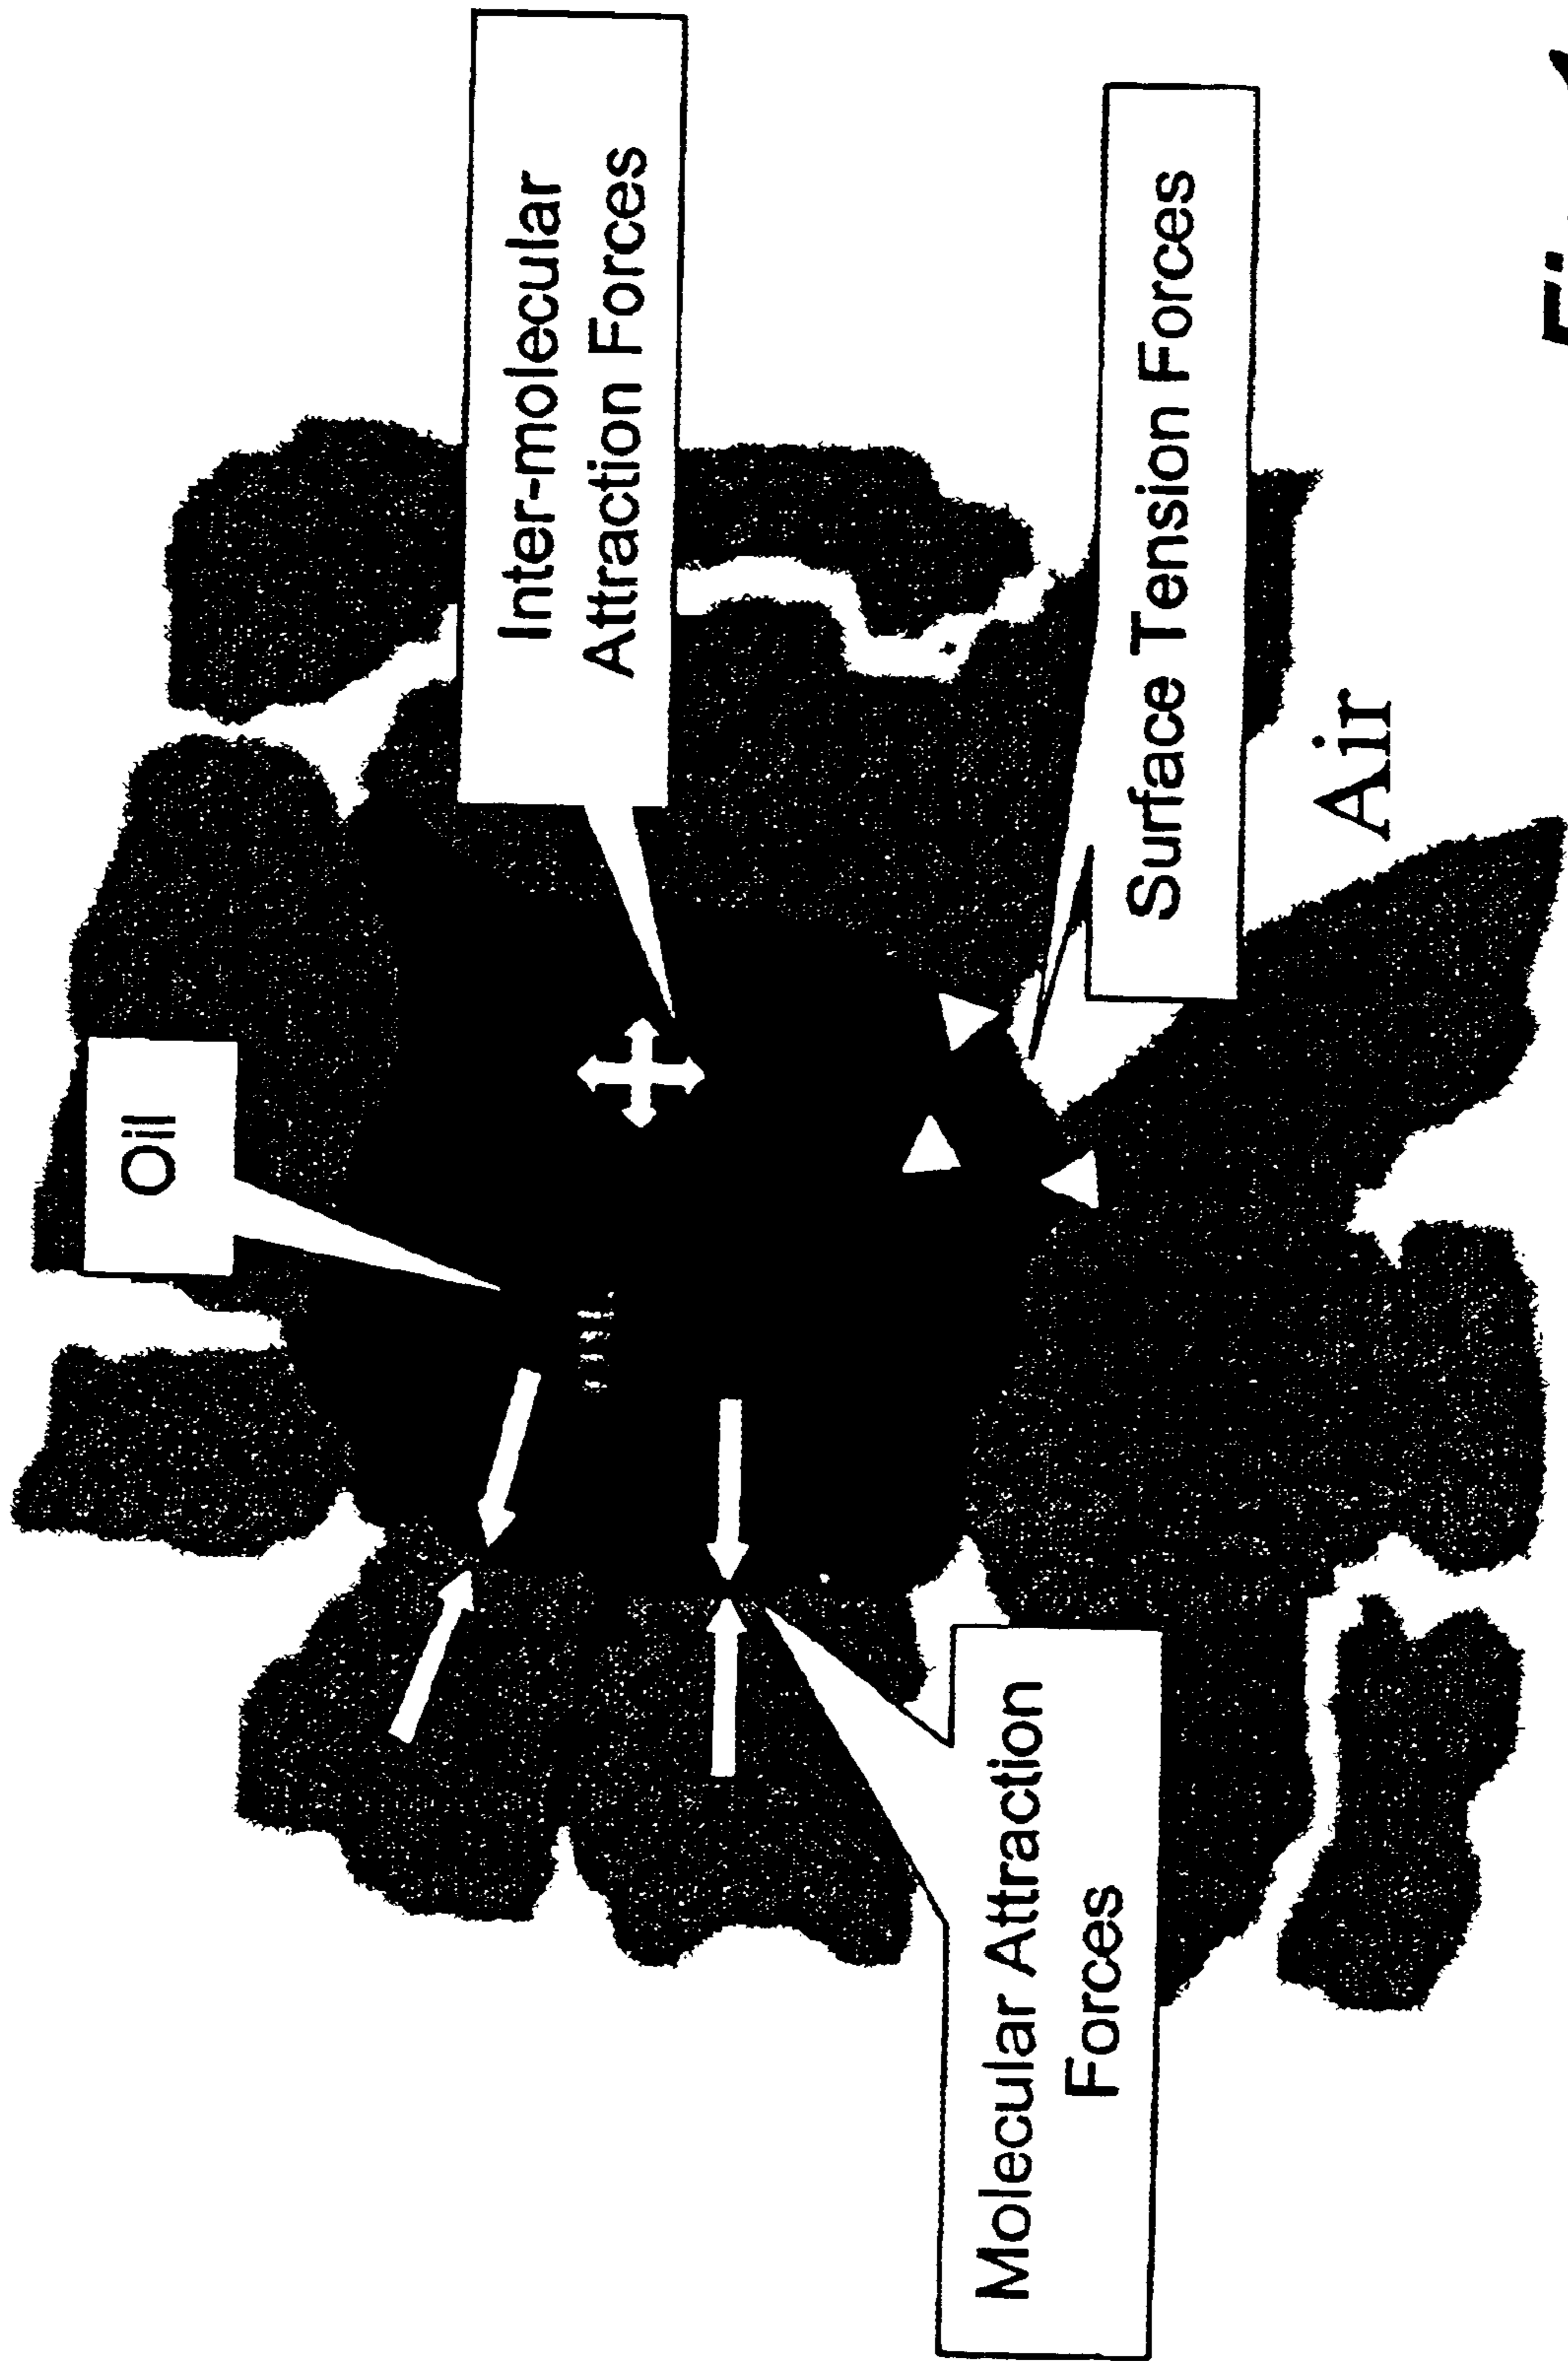 Oil
Inter-molecular
Attraction Forces
Molecular Attraction
Forces
Surface Tension Forces
Air